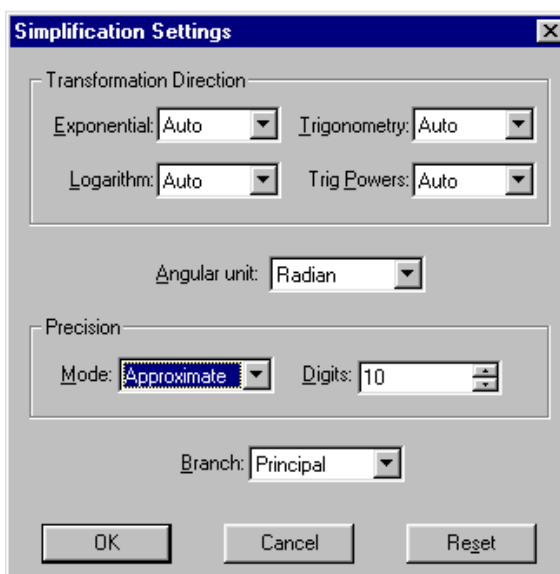 Simplification Settings
Transformation Direction
Exponential: Auto Trigonometry: Auto
Logarithm: Auto Trig Powers: Auto
Angular unit: Radian
Precision
Mode: Approximate Digits: 10
Branch: Principal
OK Cancel Reset